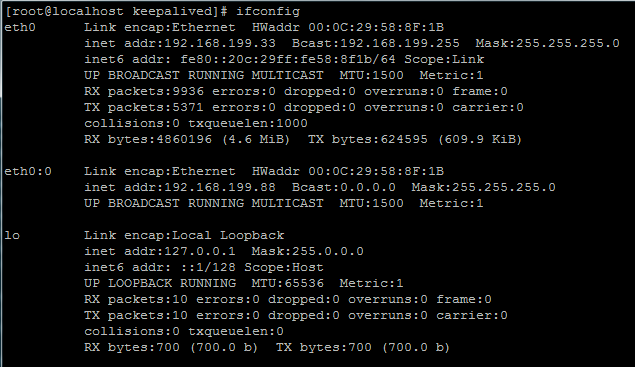 [root@localhost keepalived]# ifconfig
eth0      Link encap:Ethernet  HWaddr 00:0C:29:58:8F:1B
          inet addr:192.168.199.33  Bcast:192.168.199.255  Mask:255.255.255.0
          inet6 addr: fe80::20c:29ff:fe58:8f1b/64 Scope:Link
          UP BROADCAST RUNNING MULTICAST  MTU:1500  Metric:1
          RX packets:9936 errors:0 dropped:0 overruns:0 frame:0
          TX packets:5371 errors:0 dropped:0 overruns:0 carrier:0
          collisions:0 txqueuelen:1000
          RX bytes:4860196 (4.6 MiB)  TX bytes:624595 (609.9 KiB)
eth0:0    Link encap:Ethernet  HWaddr 00:0C:29:58:8F:1B
          inet addr:192.168.199.88  Bcast:0.0.0.0  Mask:255.255.255.0
          UP BROADCAST RUNNING MULTICAST  MTU:1500  Metric:1
lo        Link encap:Local Loopback
          inet addr:127.0.0.1  Mask:255.0.0.0
          inet6 addr: ::1/128 Scope:Host
          UP LOOPBACK RUNNING  MTU:65536  Metric:1
          RX packets:10 errors:0 dropped:0 overruns:0 frame:0
          TX packets:10 errors:0 dropped:0 overruns:0 carrier:0
          collisions:0 txqueuelen:0
          RX bytes:700 (700.0 b)  TX bytes:700 (700.0 b)